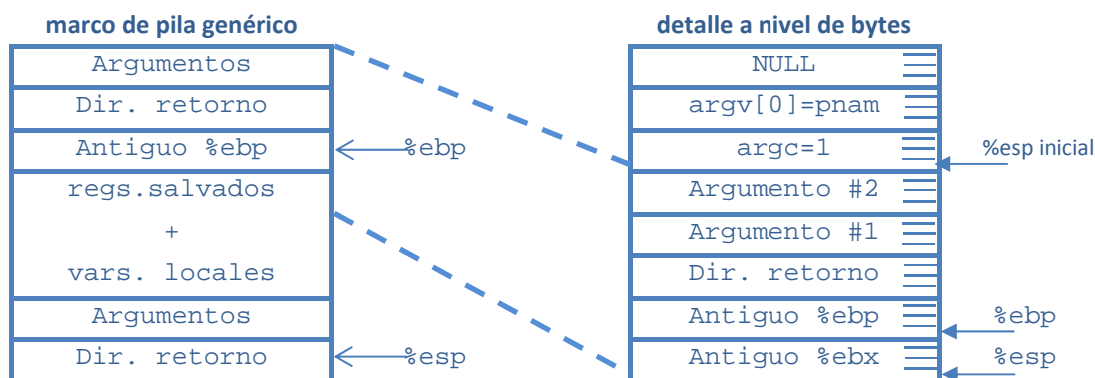 marco de pila genérico
Argumentos
Dir. retorno
Antiguo %ebp
%ebp
regs.salvados
+
vars. locales
Argumentos
Dir. retorno
%esp
detalle a nivel de bytes
NULL
argv[0]=pnam
argc=1
%esp inicial
Argumento #2
Argumento #1
Dir. retorno
Antiguo %ebp
%ebp
Antiguo %ebx
%esp